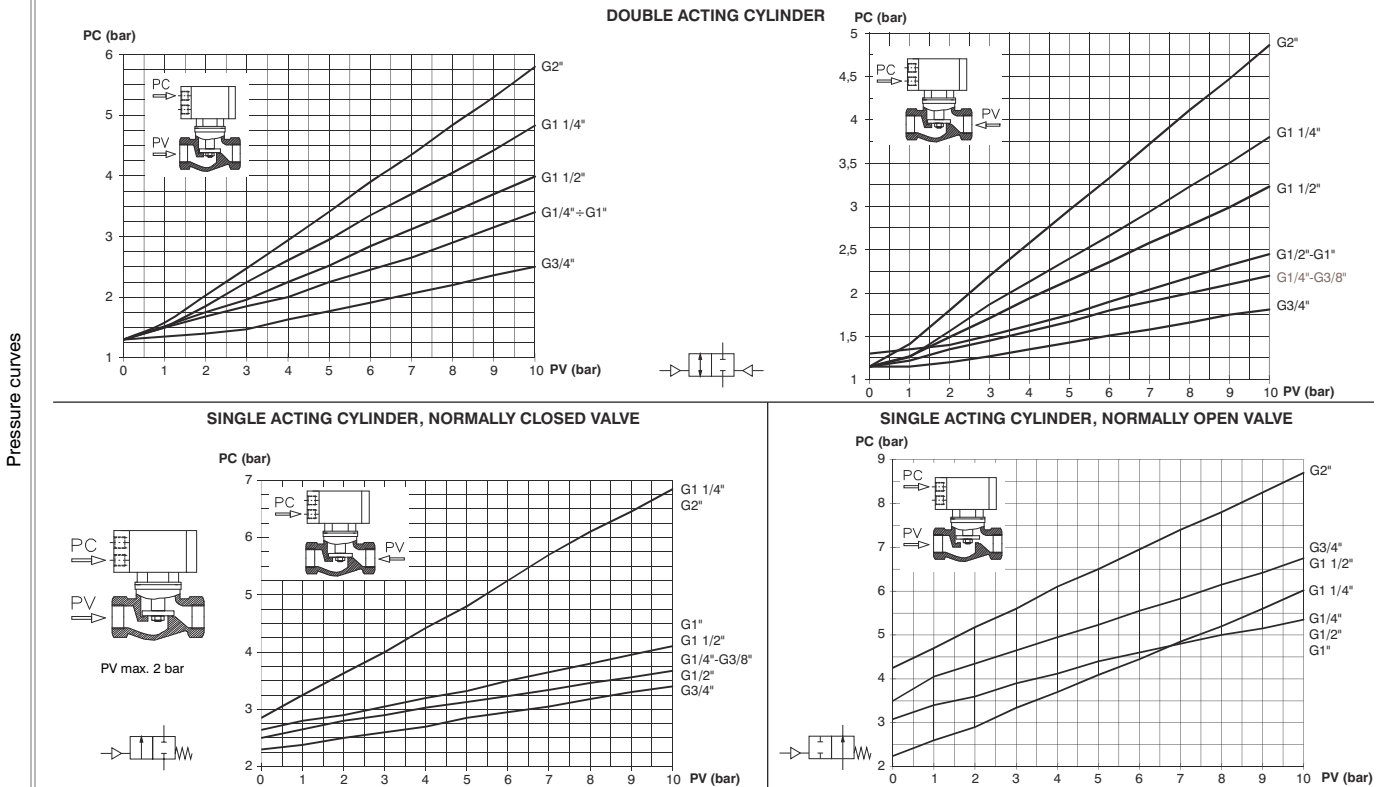 Pressure curves
DOUBLE ACTING CYLINDER
PC (bar)
6
5
4
3
2
1
0 1 2 3 4 5 6 7 8 9 10 PV (bar)
PC
PV
G2"
G1 1/4"
G1 1/2"
G1/4"÷G1"
G3/4"
PC (bar)
5
4,5
4
3,5
3
2,5
2
1,5
1
0 1 2 3 4 5 6 7 8 9 10 PV (bar)
PC
PV
G2"
G1 1/4"
G1 1/2"
G1/2"-G1"
G1/4"-G3/8"
G3/4"
SINGLE ACTING CYLINDER, NORMALLY CLOSED VALVE
PC
PV
PV max. 2 bar
PC (bar)
7
6
5
4
3
2
0 1 2 3 4 5 6 7 8 9 10 PV (bar)
PC
PV
G1 1/4"
G2"
G1"
G1 1/2"
G1/4"-G3/8"
G1/2"
G3/4"
SINGLE ACTING CYLINDER, NORMALLY OPEN VALVE
PC (bar)
9
8
7
6
5
4
3
2
0 1 2 3 4 5 6 7 8 9 10 PV (bar)
PC
PV
G2"
G3/4"
G1 1/2"
G1 1/4"
G1/4"
G1/2"
G1"